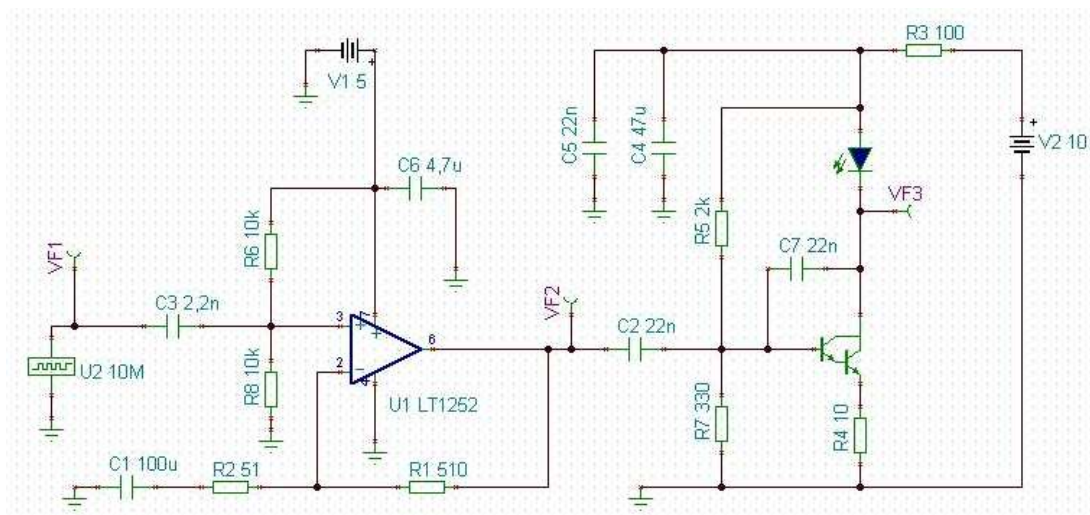 R3 100
V1 5
+
C5 22n
C4 47u
+
V2 10
C6 4,7u
VF3
R6 10k
R5 2k
C7 22n
VF1
C3 2,2n
VF2
C2 22n
3
+
7
+
6
2
-
4
U2 10M
R8 10k
U1 LT1252
R7 330
R4 10
C1 100u
R2 51
R1 510